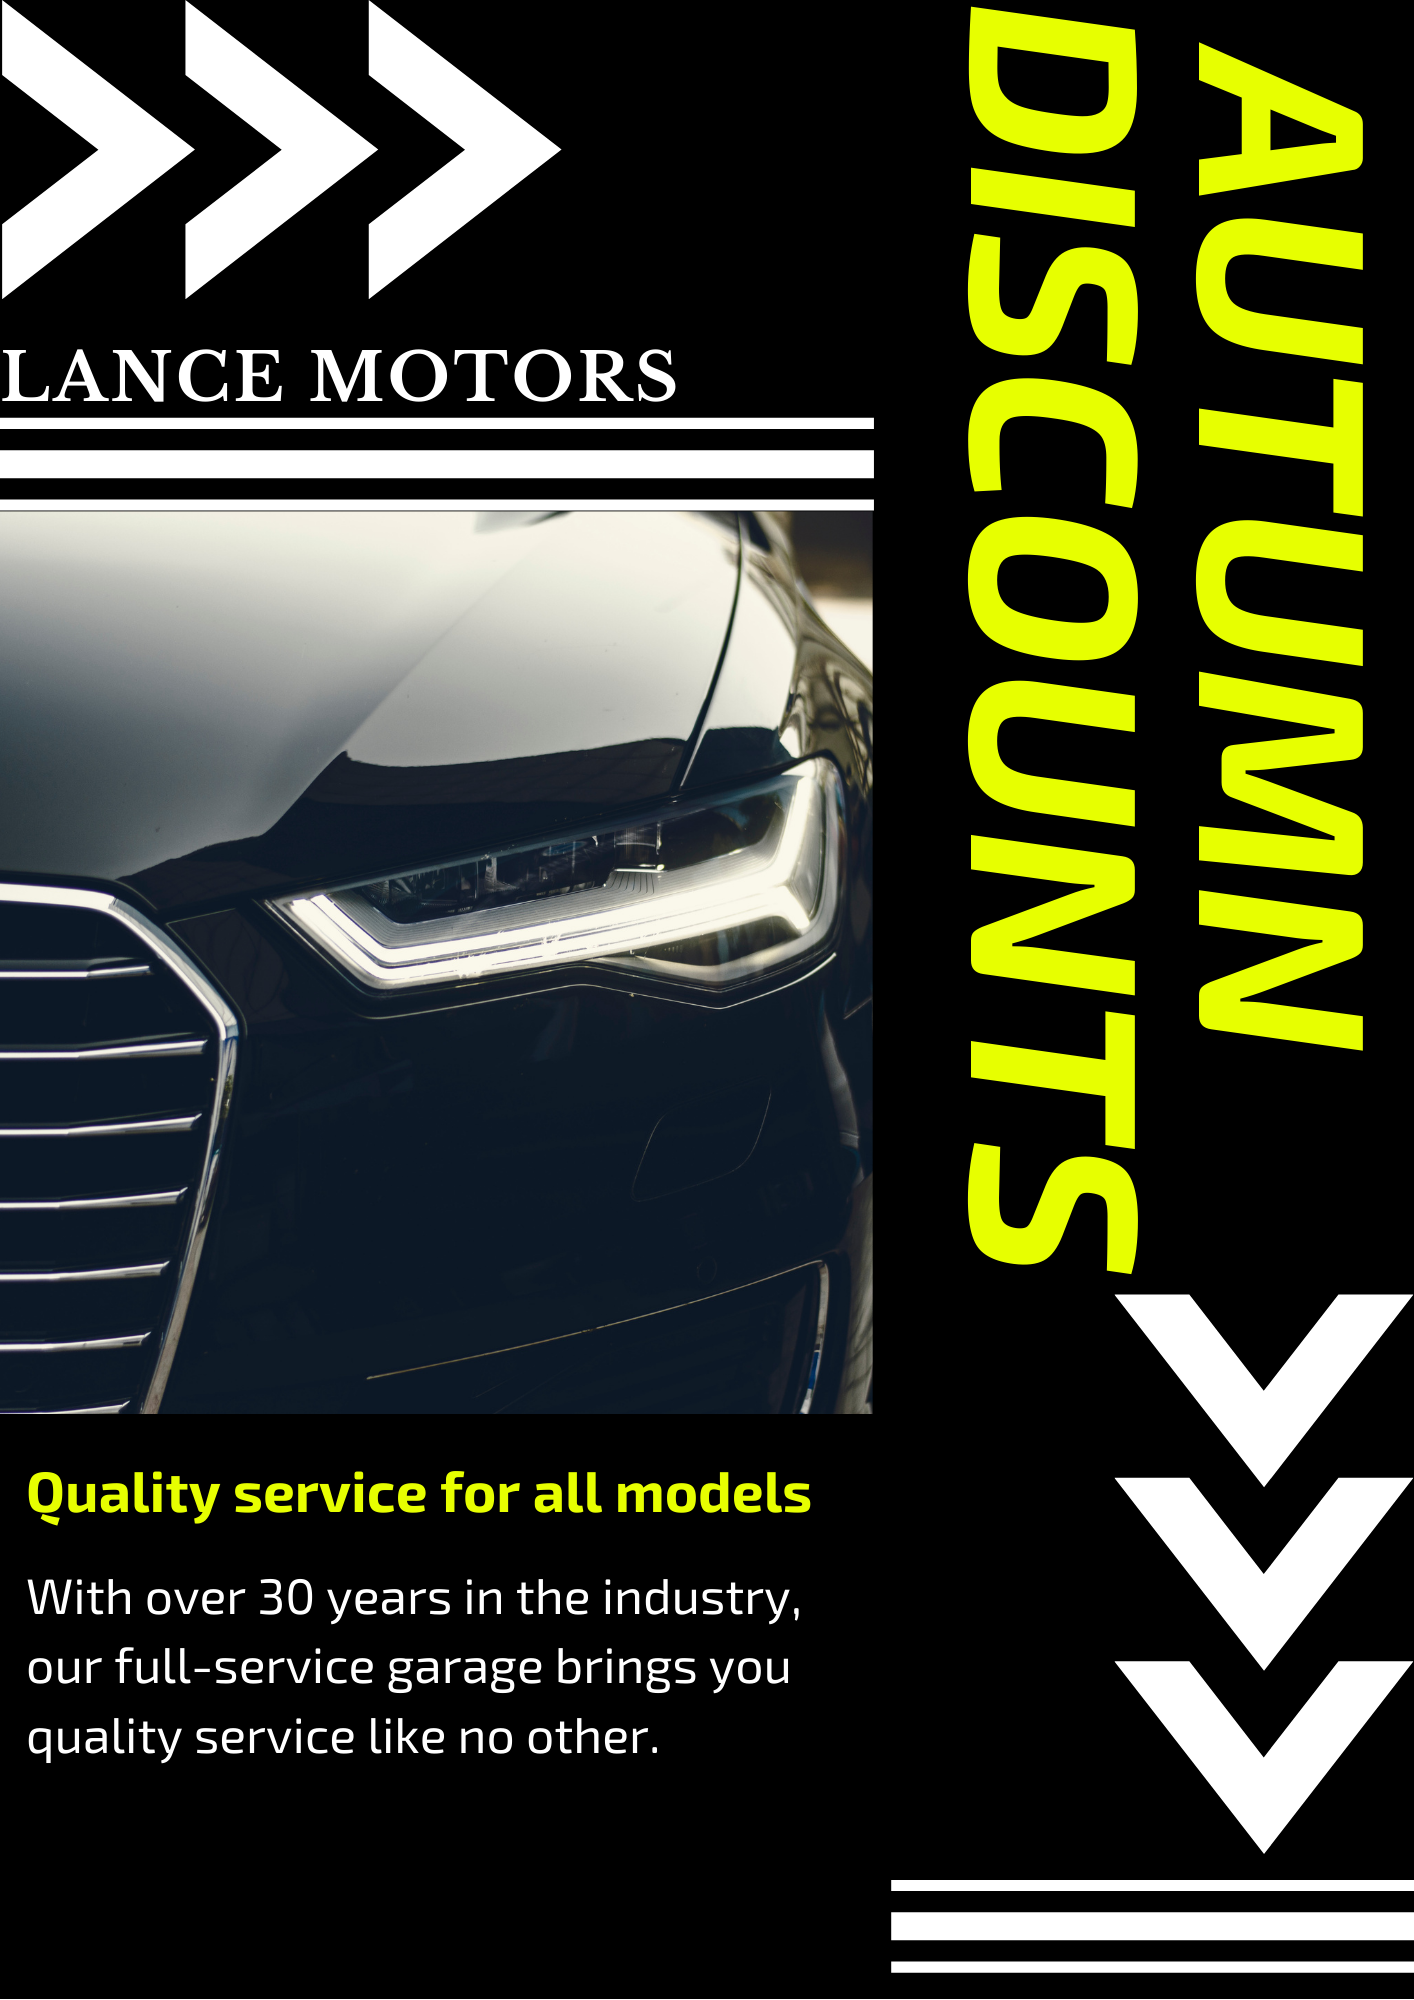 LANCE MOTORS
AUTUMN
DISCOUNTS
Quality service for all models
With over 30 years in the industry,
our full-service garage brings you
quality service like no other.